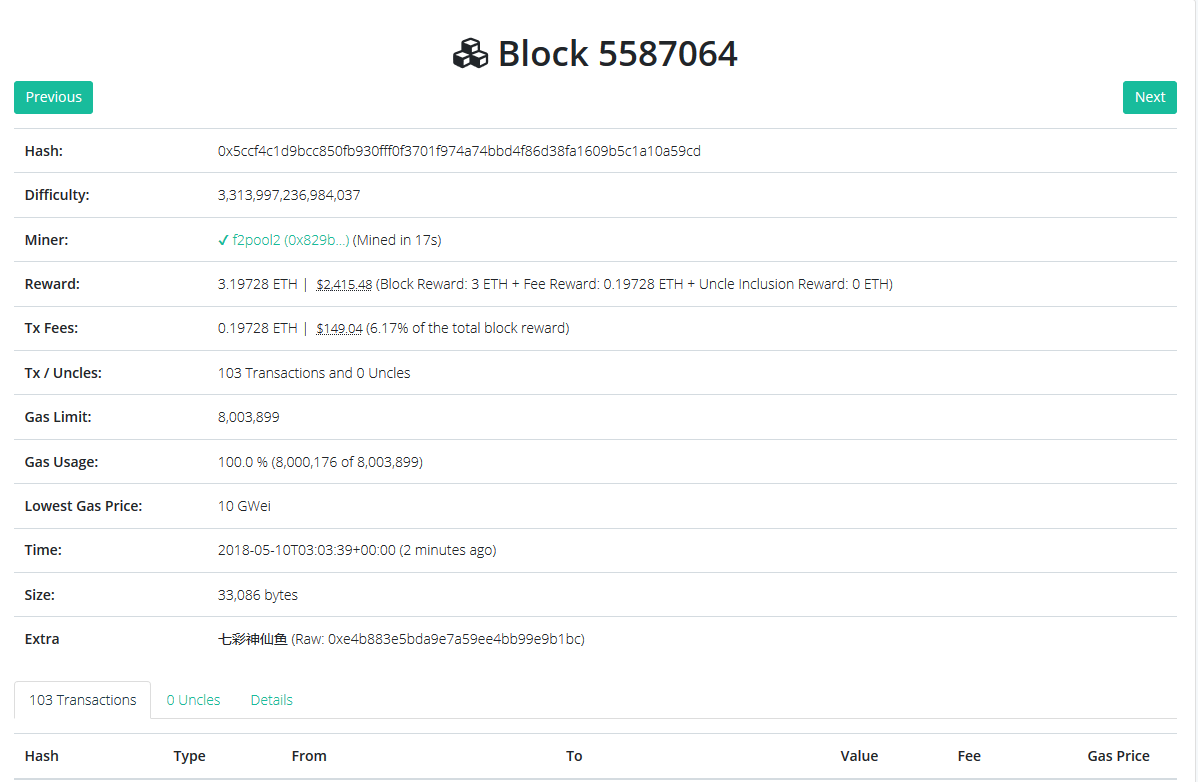 Block 5587064
Previous
Next
Hash: 0x5ccf4c1d9bcc850fb930fff0f3701f974a74bbd4f86d38fa1609b5c1a10a59cd
Difficulty: 3,313,997,236,984,037
Miner: ✔ f2pool2 (0x829b...) (Mined in 17s)
Reward: 3.19728 ETH | $2,415.48 (Block Reward: 3 ETH + Fee Reward: 0.19728 ETH + Uncle Inclusion Reward: 0 ETH)
Tx Fees: 0.19728 ETH | $149.04 (6.17% of the total block reward)
Tx / Uncles: 103 Transactions and 0 Uncles
Gas Limit: 8,003,899
Gas Usage: 100.0 % (8,000,176 of 8,003,899)
Lowest Gas Price: 10 GWei
Time: 2018-05-10T03:03:39+00:00 (2 minutes ago)
Size: 33,086 bytes
Extra 七彩神仙鱼 (Raw: 0xe4b883e5bda9e7a59ee4bb99e9b1bc)
103 Transactions 0 Uncles Details
Hash Type From To Value Fee Gas Price